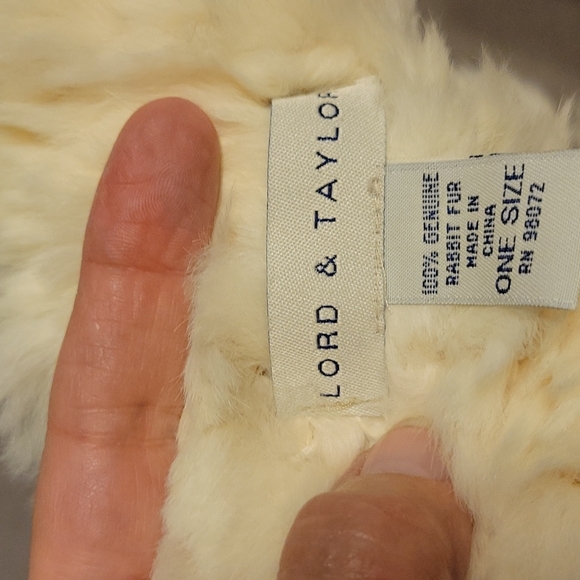 LORD & TAYLOR
100% GENUINE
RABBIT FUR
MADE IN
CHINA
ONE SIZE
RN 98072